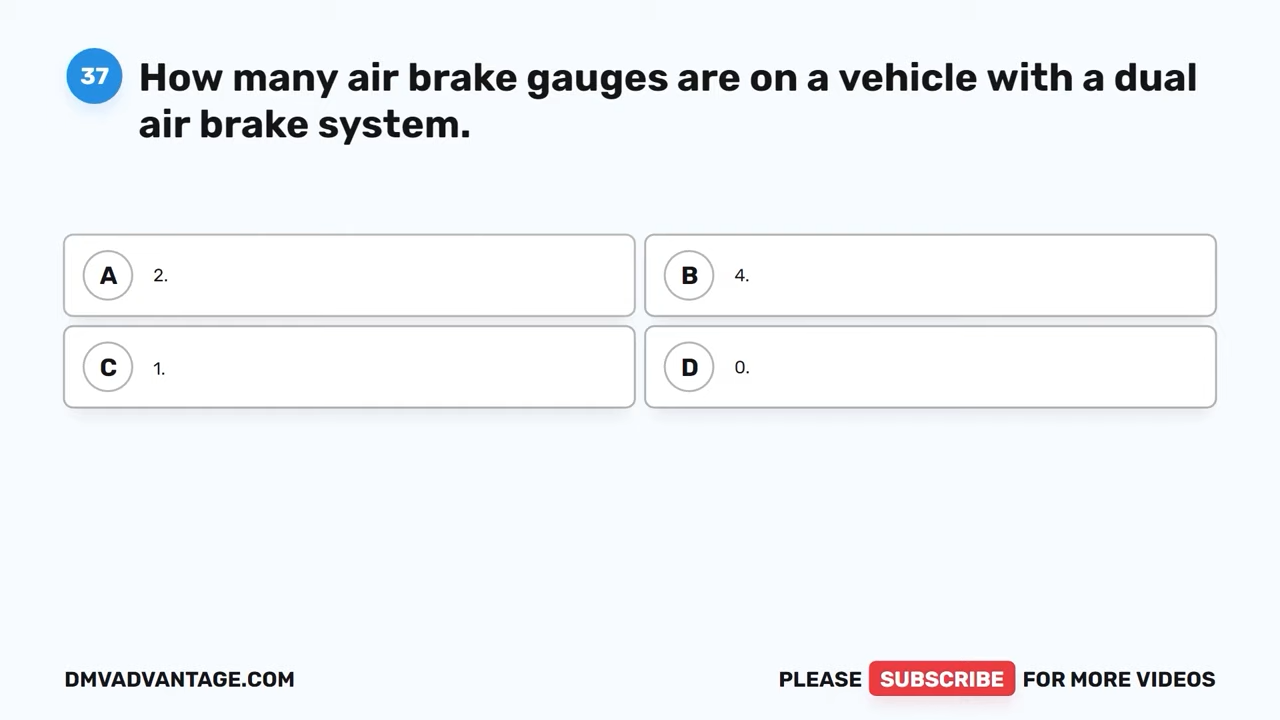 37
How many air brake gauges are on a vehicle with a dual
air brake system.
A 2.
B 4.
C 1.
D 0.
DMVADVANTAGE.COM
PLEASE SUBSCRIBE FOR MORE VIDEOS